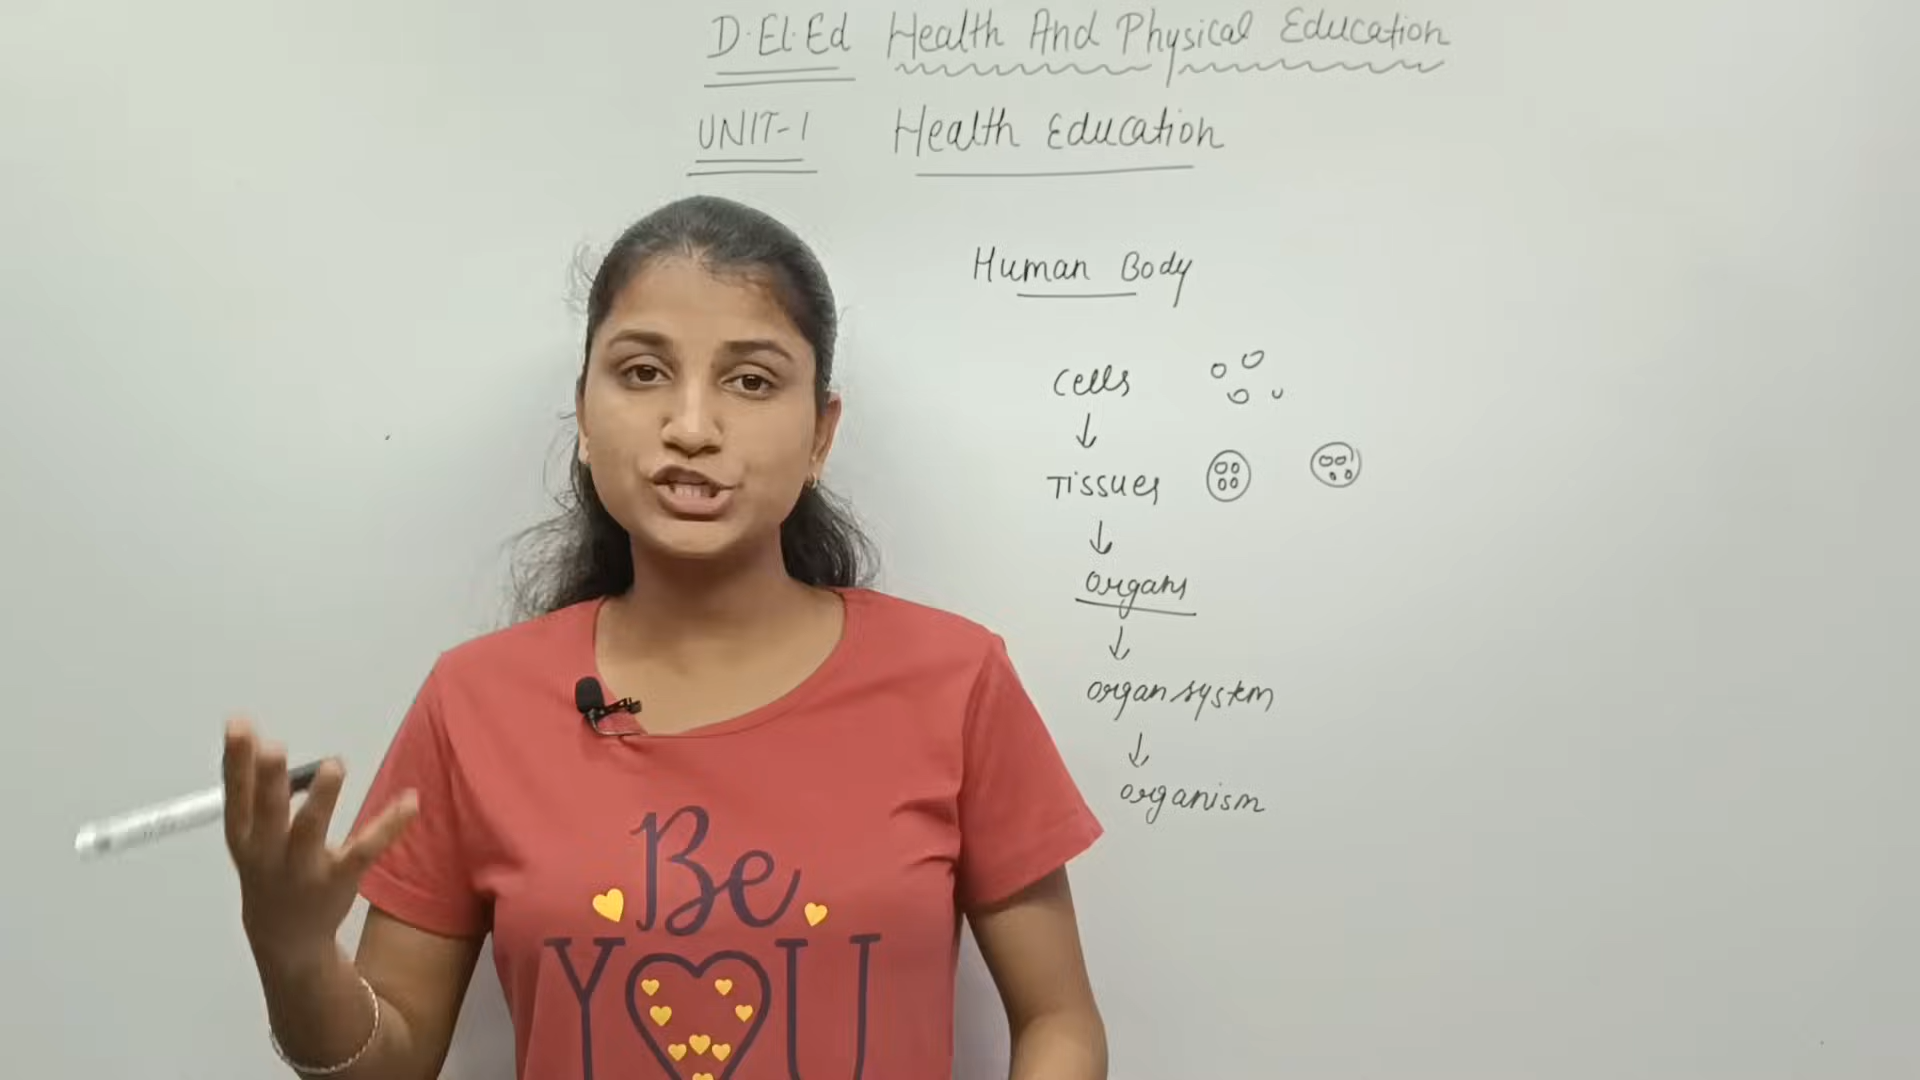 D.El.Ed Health And Physical Education
UNIT-1 Health Education
Human Body
Cells
↓
Tissues
↓
Organs
↓
Organ system
↓
Organism
Be
YOU